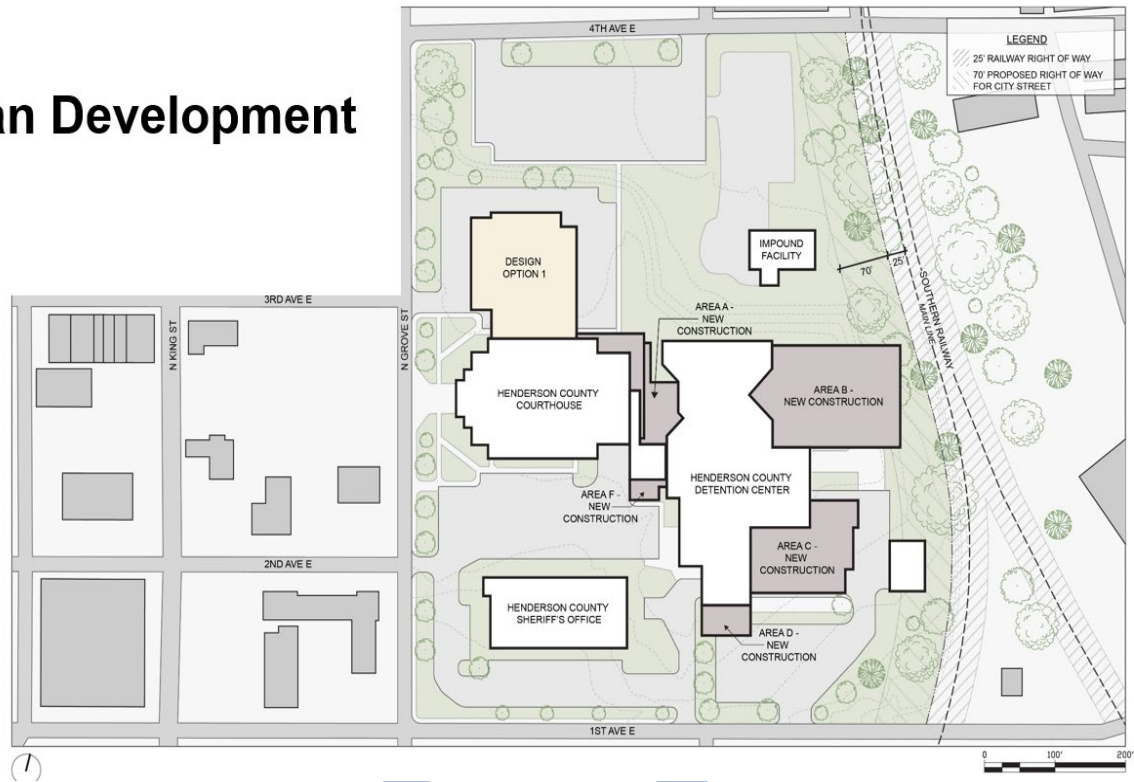 an Development
4TH AVE E
LEGEND
25' RAILWAY RIGHT OF WAY
70' PROPOSED RIGHT OF WAY
FOR CITY STREET
IMPOUND
FACILITY
DESIGN
OPTION 1
70'
25'
SOUTHERN RAILWAY
MAIN LINE
3RD AVE E
N KING ST
N GROVE ST
AREA A -
NEW
CONSTRUCTION
HENDERSON COUNTY
COURTHOUSE
AREA B -
NEW CONSTRUCTION
HENDERSON COUNTY
DETENTION CENTER
AREA F -
NEW
CONSTRUCTION
AREA C -
NEW
CONSTRUCTION
2ND AVE E
HENDERSON COUNTY
SHERIFF'S OFFICE
AREA D -
NEW
CONSTRUCTION
1ST AVE E
0 100' 200'